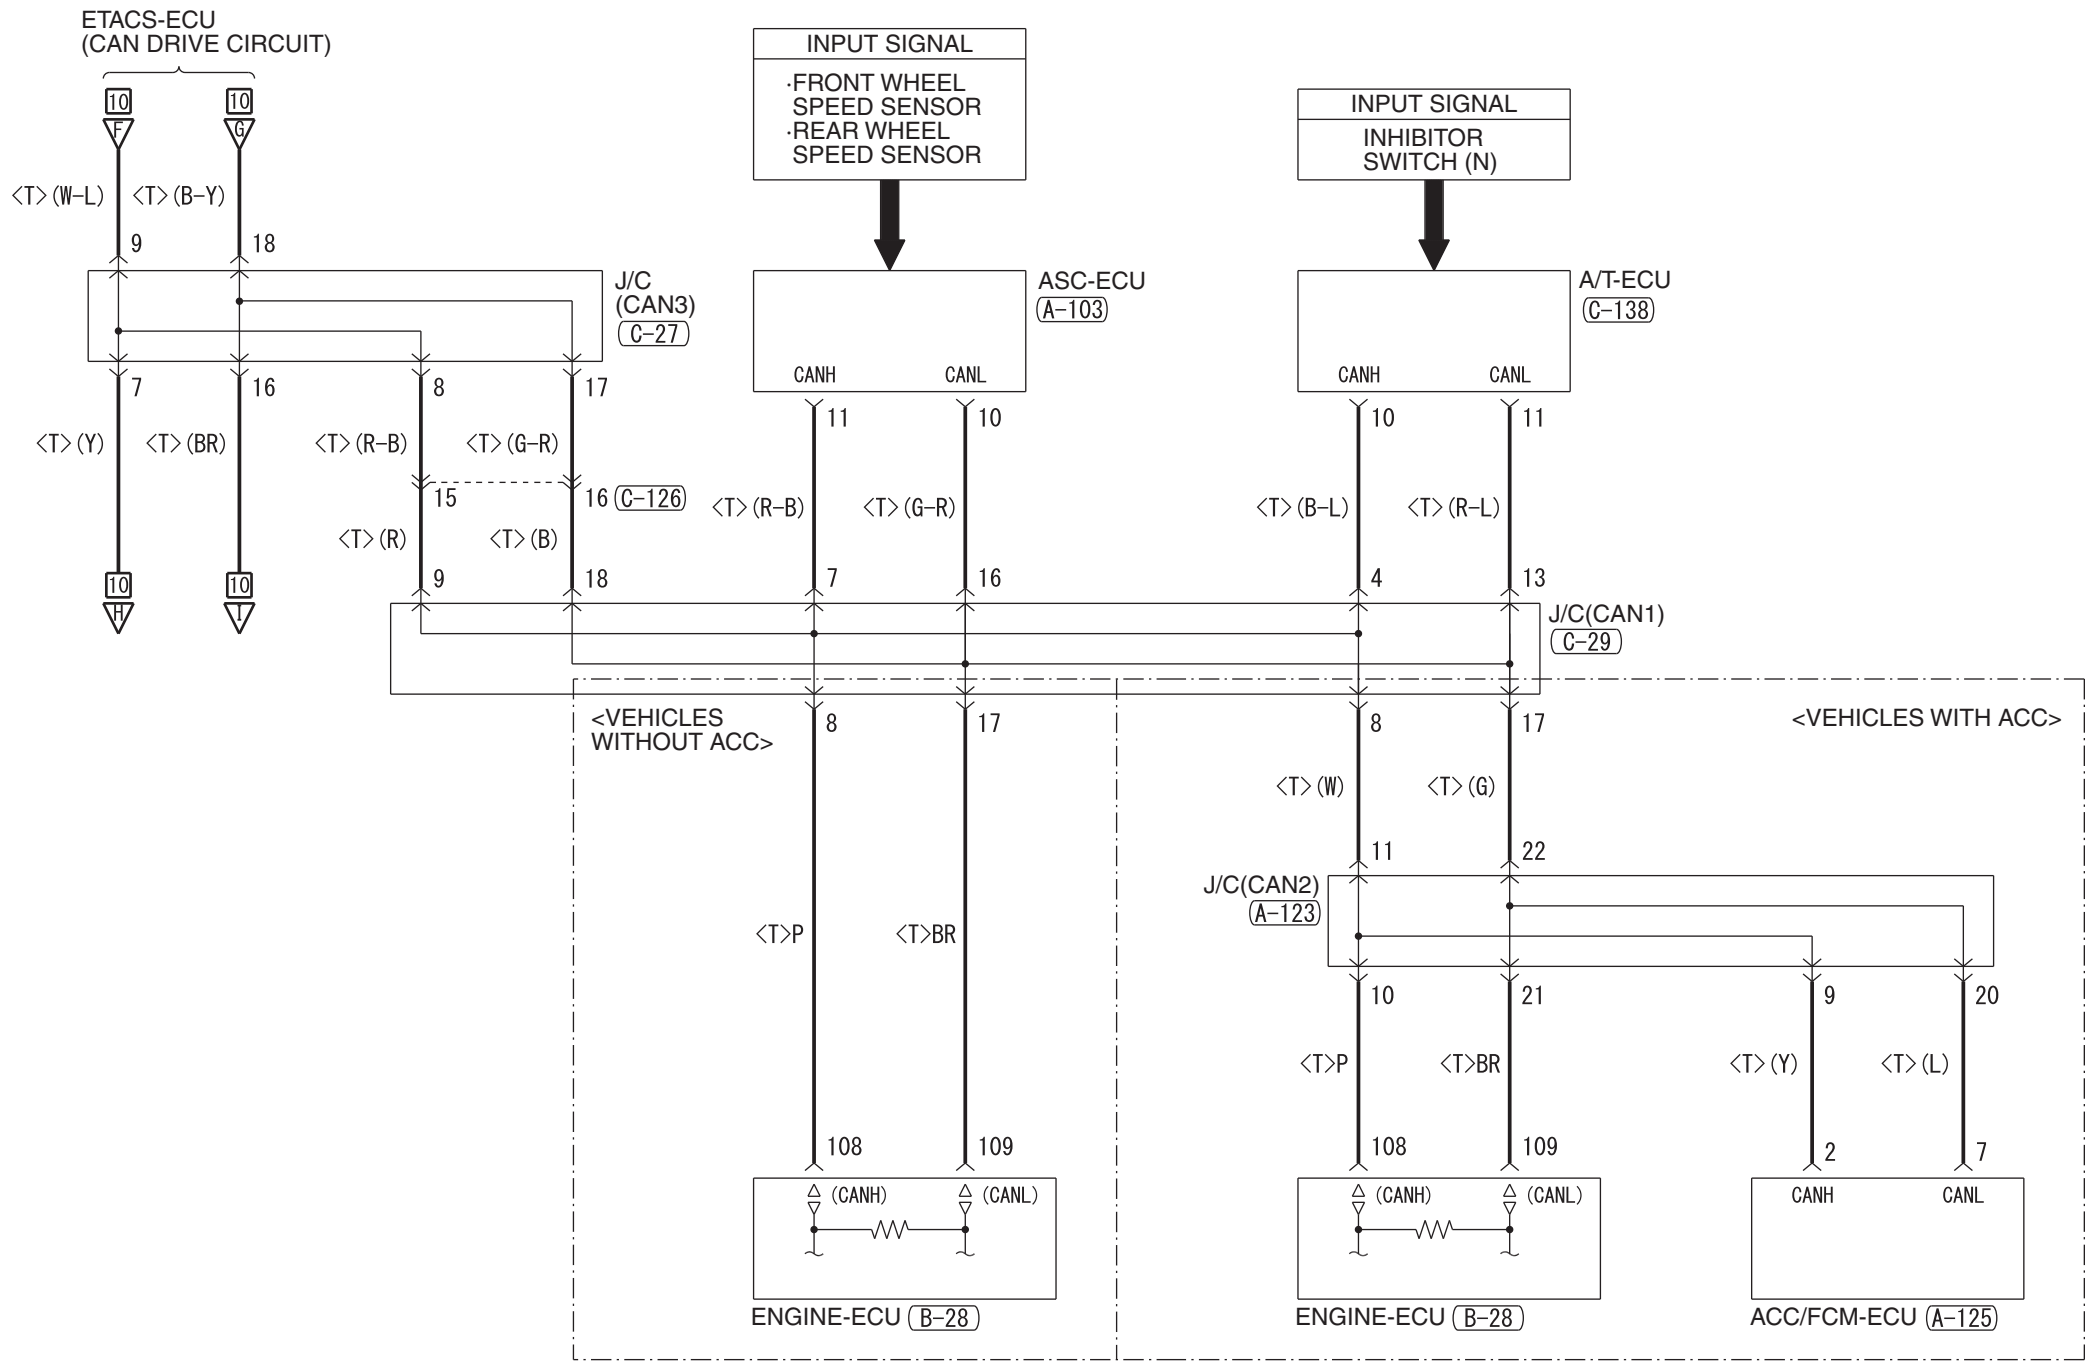 ETACS-ECU
(CAN DRIVE CIRCUIT)
10
10
F
G
<T>(W–L)
<T>(B–Y)
9
18
J/C
(CAN3)
C–27
7
16
8
17
<T>(Y)
<T>(BR)
<T>(R–B)
<T>(G–R)
15
16
C–126
<T>(R)
<T>(B)
9
18
10
10
H
I
INPUT SIGNAL
·FRONT WHEEL
SPEED SENSOR
·REAR WHEEL
SPEED SENSOR
ASC-ECU
A–103
CANH
CANL
11
10
<T>(R–B)
<T>(G–R)
7
16
INPUT SIGNAL
INHIBITOR
SWITCH (N)
A/T-ECU
C–138
CANH
CANL
10
11
<T>(B–L)
<T>(R–L)
4
13
J/C(CAN1)
C–29
<VEHICLES
WITHOUT ACC>
8
17
<T>P
<T>BR
108
109
(CANH)
(CANL)
ENGINE-ECU
B–28
<VEHICLES WITH ACC>
8
17
<T>(W)
<T>(G)
11
22
J/C(CAN2)
A–123
10
21
9
20
<T>P
<T>BR
<T>(Y)
<T>(L)
108
109
2
7
(CANH)
(CANL)
CANH
CANL
ENGINE-ECU
B–28
ACC/FCM-ECU
A–125